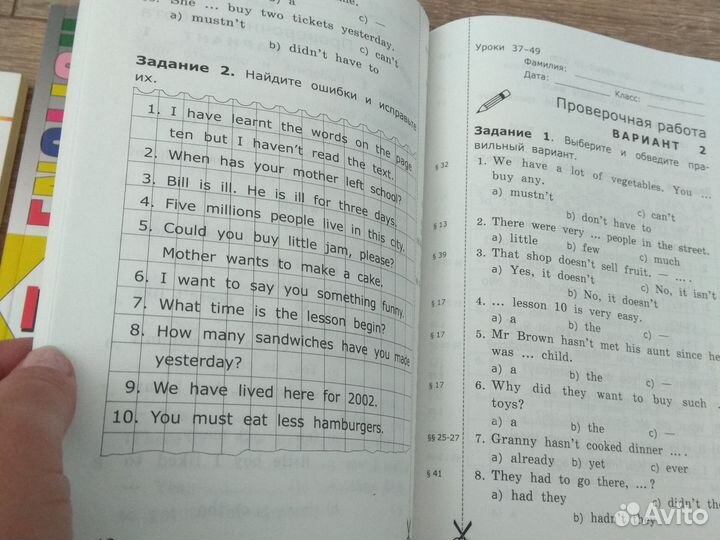 She ... buy two tickets yesterday.
a) mustn't
c) can't
b) didn't have to
Задание 2. Найдите ошибки и исправьте
их.
1. I have learnt the words on the page
ten but I haven't read the text.
2. When has your mother left school?
3. Bill is ill. He is ill for three days.
4. Five millions people live in this city.
5. Could you buy little jam, please?
Mother wants to make a cake.
6. I want to say you something funny.
7. What time is the lesson begin?
8. How many sandwiches have you made
yesterday?
9. We have lived here for 2002.
10. You must eat less hamburgers.
ENGLISH
Уроки 37–49
Фамилия:
Дата: Класс:
Проверочная работа
ВАРИАНТ 2
Задание 1. Выберите и обведите пра-
вильный вариант.
§ 32 1. We have a lot of vegetables. You ...
buy any.
a) mustn't c) can't
b) don't have to
§ 13 2. There were very ... people in the street.
a) little b) few c) much
§ 39 3. That shop doesn't sell fruit. — ... .
a) Yes, it doesn't c) No, it isn't
b) No, it doesn't
§ 17 4. ... lesson 10 is very easy.
a) a b) the c) —
§ 17 5. Mr Brown hasn't met his aunt since he
was ... child.
a) a b) the c) —
§ 17 6. Why did they want to buy such
toys?
a) a b) the c) —
§§ 25-27 7. Granny hasn't cooked dinner ... .
a) already b) yet c) ever
§ 41 8. They had to go there, ... ?
a) had they c) didn't
b) hadn't they
Avito